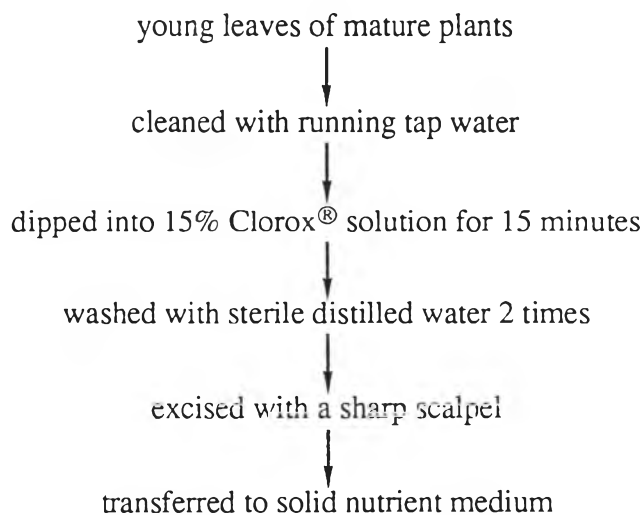 young leaves of mature plants
cleaned with running tap water
dipped into 15% Clorox® solution for 15 minutes
washed with sterile distilled water 2 times
excised with a sharp scalpel
transferred to solid nutrient medium